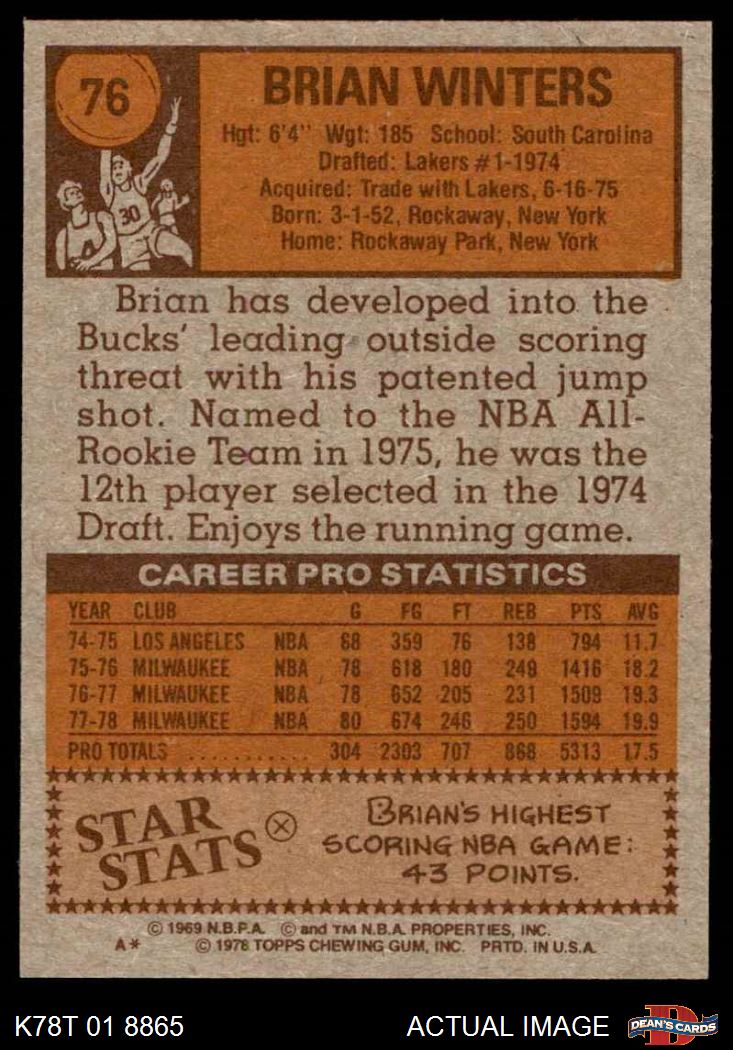 76
BRIAN WINTERS
Hgt: 6'4" Wgt: 185 School: South Carolina
Drafted: Lakers #1-1974
Acquired: Trade with Lakers, 6-16-75
Born: 3-1-52, Rockaway, New York
Home: Rockaway Park, New York
30
Brian has developed into the
Bucks' leading outside scoring
threat with his patented jump
shot. Named to the NBA All-
Rookie Team in 1975, he was the
12th player selected in the 1974
Draft. Enjoys the running game.
CAREER PRO STATISTICS
YEAR CLUB G FG FT REB PTS AVG
74-75 LOS ANGELES NBA 68 359 76 138 794 11.7
75-76 MILWAUKEE NBA 78 618 180 249 1416 18.2
76-77 MILWAUKEE NBA 78 652 205 231 1509 19.3
77-78 MILWAUKEE NBA 80 674 246 250 1594 19.9
PRO TOTALS ........... 304 2303 707 868 5313 17.5
STAR
STATS
BRIAN'S HIGHEST
SCORING NBA GAME:
43 POINTS.
© 1969 N.B.P.A. © and TM N.B.A. PROPERTIES, INC.
A* © 1978 TOPPS CHEWING GUM, INC. PRTD. IN U.S.A.
K78T 01 8865 ACTUAL IMAGE DEAN'S CARDS